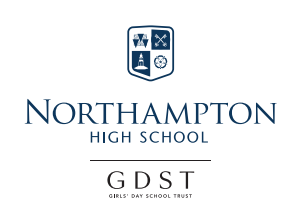 NORTHAMPTON
HIGH SCHOOL
GDST
GIRLS' DAY SCHOOL TRUST